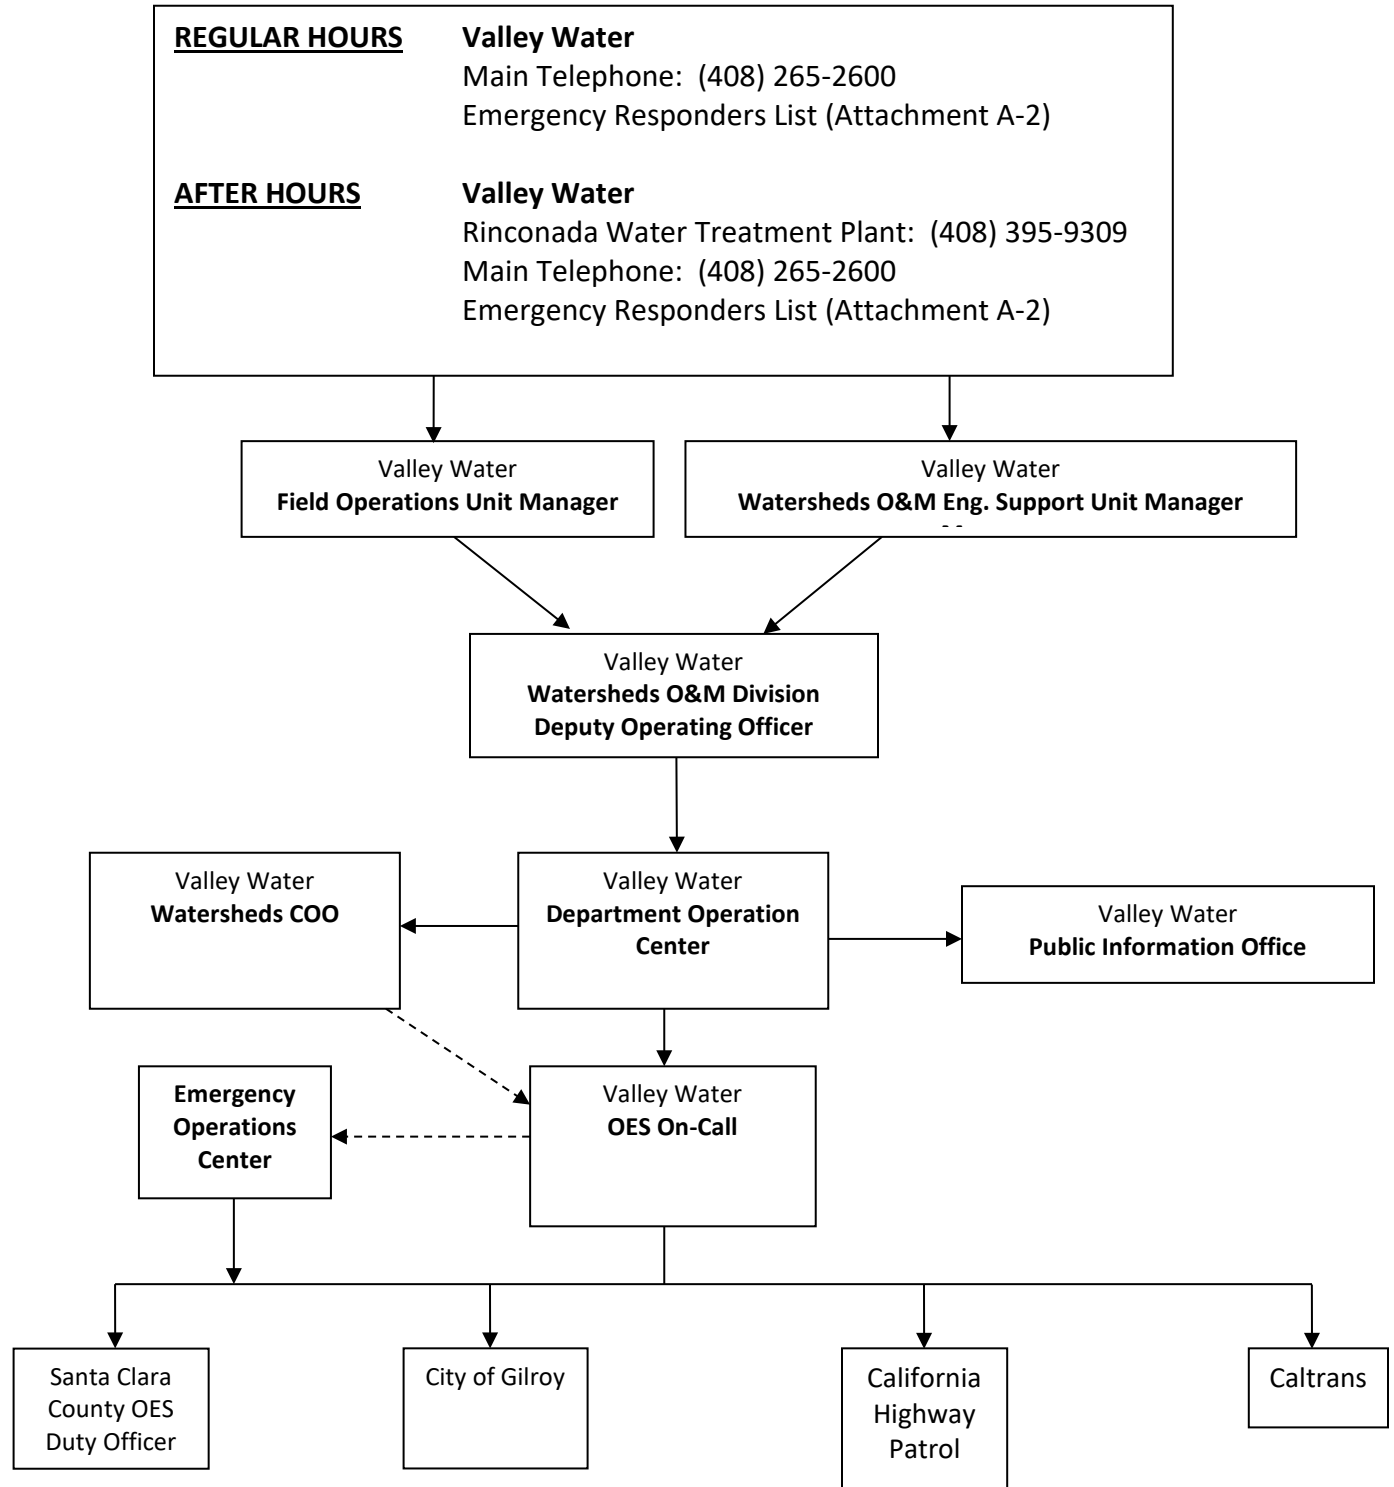 REGULAR HOURS Valley Water
Main Telephone: (408) 265-2600
Emergency Responders List (Attachment A-2)
AFTER HOURS Valley Water
Rinconada Water Treatment Plant: (408) 395-9309
Main Telephone: (408) 265-2600
Emergency Responders List (Attachment A-2)
Valley Water
Field Operations Unit Manager
Valley Water
Watersheds O&M Eng. Support Unit Manager
Valley Water
Watersheds O&M Division
Deputy Operating Officer
Valley Water
Watersheds COO
Valley Water
Department Operation
Center
Valley Water
Public Information Office
Emergency
Operations
Center
Valley Water
OES On-Call
Santa Clara
County OES
Duty Officer
City of Gilroy
California
Highway
Patrol
Caltrans